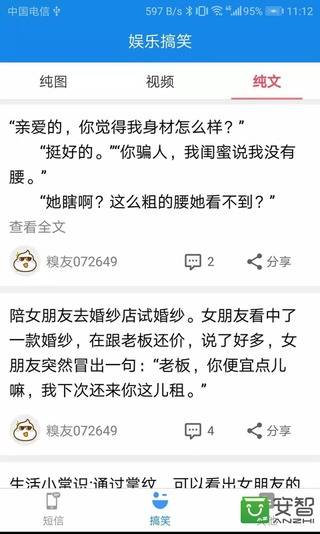 中国电信 597 B/s 4G 95% 11:12
娱乐搞笑
纯图 视频 纯文
“亲爱的，你觉得我身材怎么样？”
“挺好的。”“你骗人，我闺蜜说我没有
腰。”
“她瞎啊？这么粗的腰她看不到？”
查看全文
糗友072649 2 分享
陪女朋友去婚纱店试婚纱。女朋友看中了
一款婚纱，在跟老板还价，说了好多，女
朋友突然冒出一句：“老板，你便宜点儿
嘛，我下次还来你这儿租。”
糗友072649 4 分享
生活小常识:通过掌纹，可以看出女朋友的
短信 搞笑
安智
ANZHI.COM